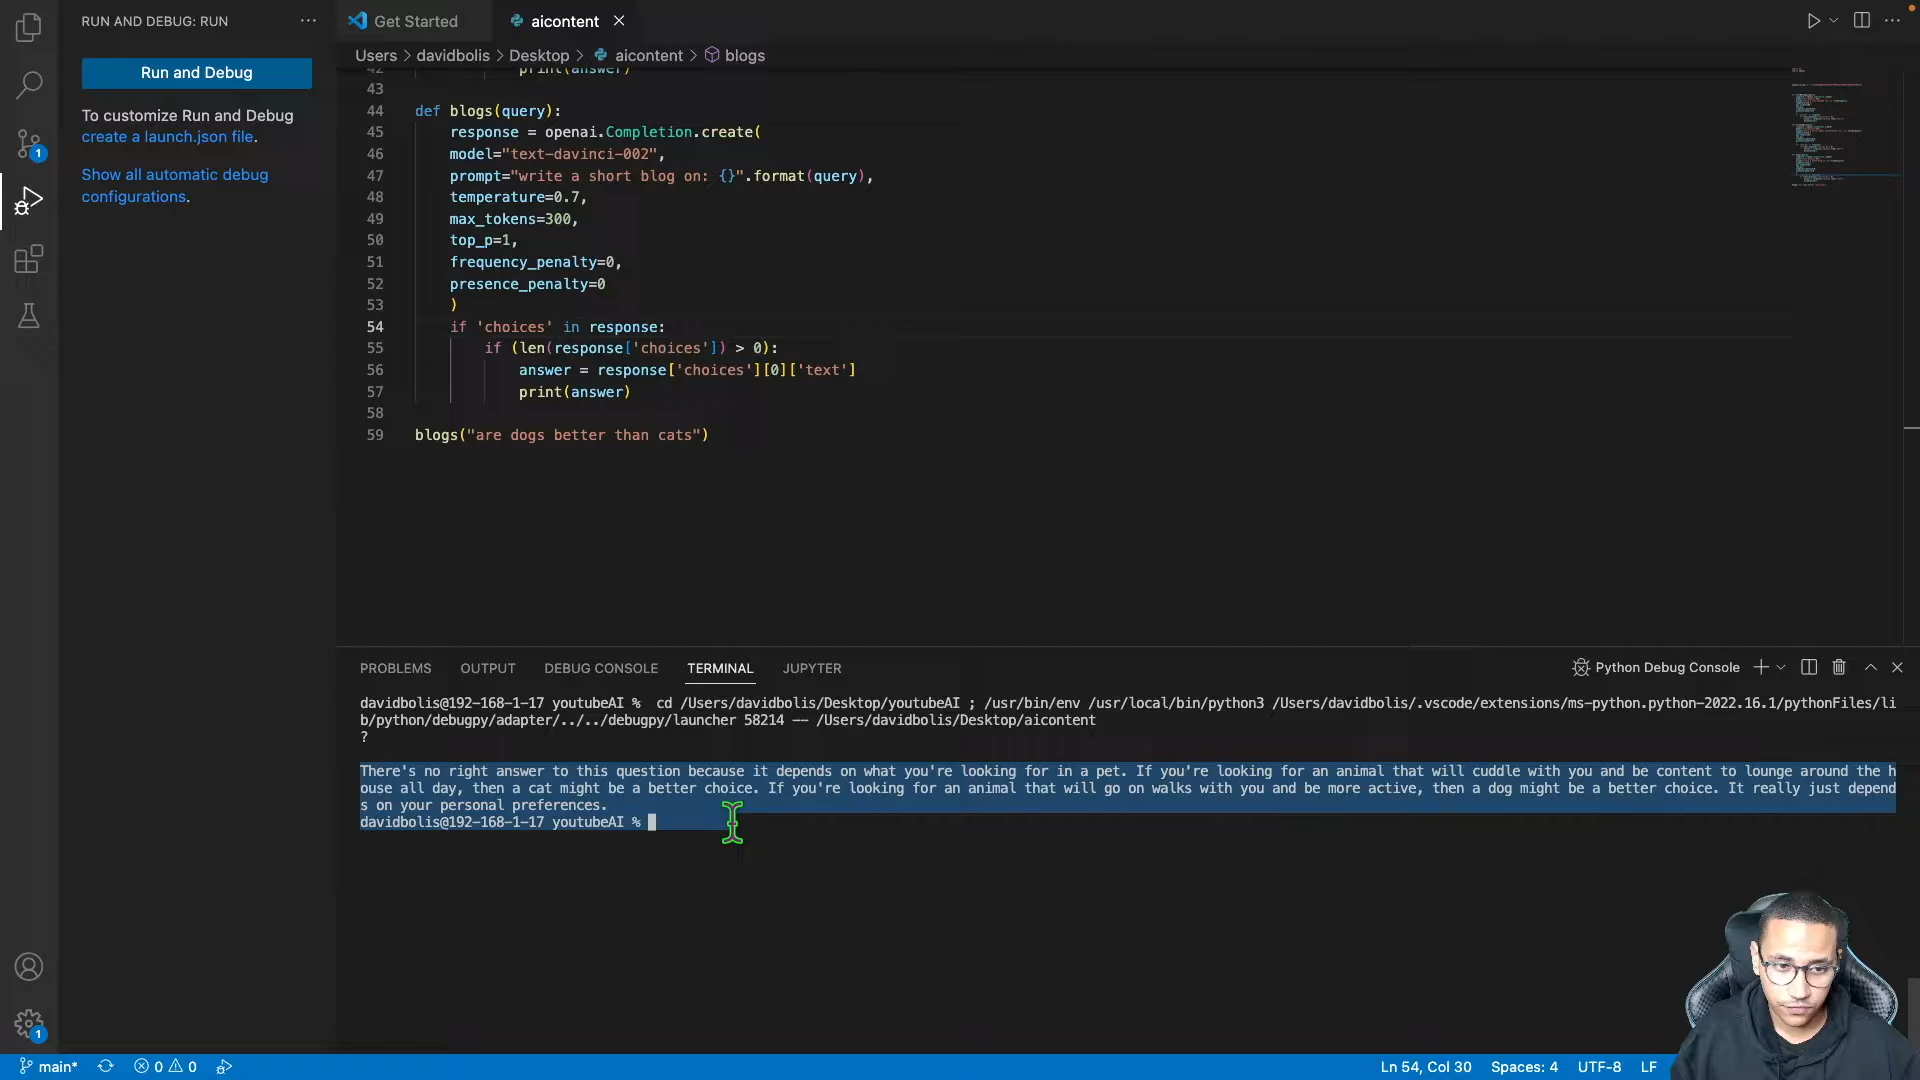 RUN AND DEBUG: RUN
Get Started
aicontent
Run and Debug
Users > davidbolis > Desktop > aicontent > blogs
To customize Run and Debug
create a launch.json file.
Show all automatic debug
configurations.
42 print(answer)
43
44 def blogs(query):
45 response = openai.Completion.create(
46 model="text-davinci-002",
47 prompt="write a short blog on: {}".format(query),
48 temperature=0.7,
49 max_tokens=300,
50 top_p=1,
51 frequency_penalty=0,
52 presence_penalty=0
53 )
54 if 'choices' in response:
55 if (len(response['choices']) > 0):
56 answer = response['choices'][0]['text']
57 print(answer)
58
59 blogs("are dogs better than cats")
1
PROBLEMS OUTPUT DEBUG CONSOLE TERMINAL JUPYTER
Python Debug Console
davidbolis@192-168-1-17 youtubeAI % cd /Users/davidbolis/Desktop/youtubeAI ; /usr/bin/env /usr/local/bin/python3 /Users/davidbolis/.vscode/extensions/ms-python.python-2022.16.1/pythonFiles/li
b/python/debugpy/adapter/../../debugpy/launcher 58214 -- /Users/davidbolis/Desktop/aicontent
?
There's no right answer to this question because it depends on what you're looking for in a pet. If you're looking for an animal that will cuddle with you and be content to lounge around the h
ouse all day, then a cat might be a better choice. If you're looking for an animal that will go on walks with you and be more active, then a dog might be a better choice. It really just depend
s on your personal preferences.
davidbolis@192-168-1-17 youtubeAI %
1
main* 0 0
Ln 54, Col 30 Spaces: 4 UTF-8 LF